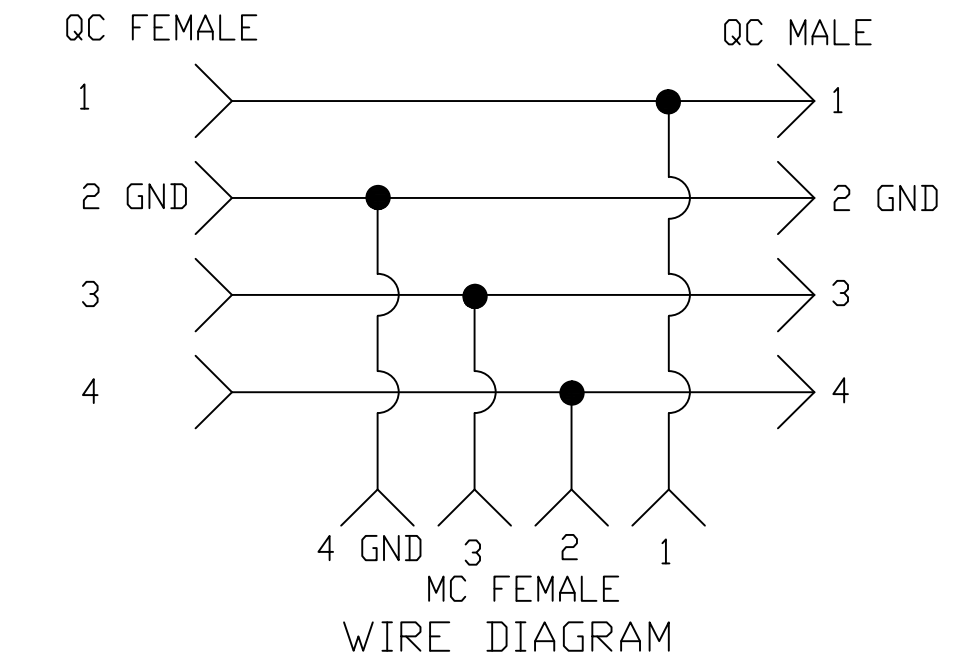 QC FEMALE
QC MALE
1
1
2 GND
2 GND
3
3
4
4
4 GND 3 2 1
MC FEMALE
WIRE DIAGRAM